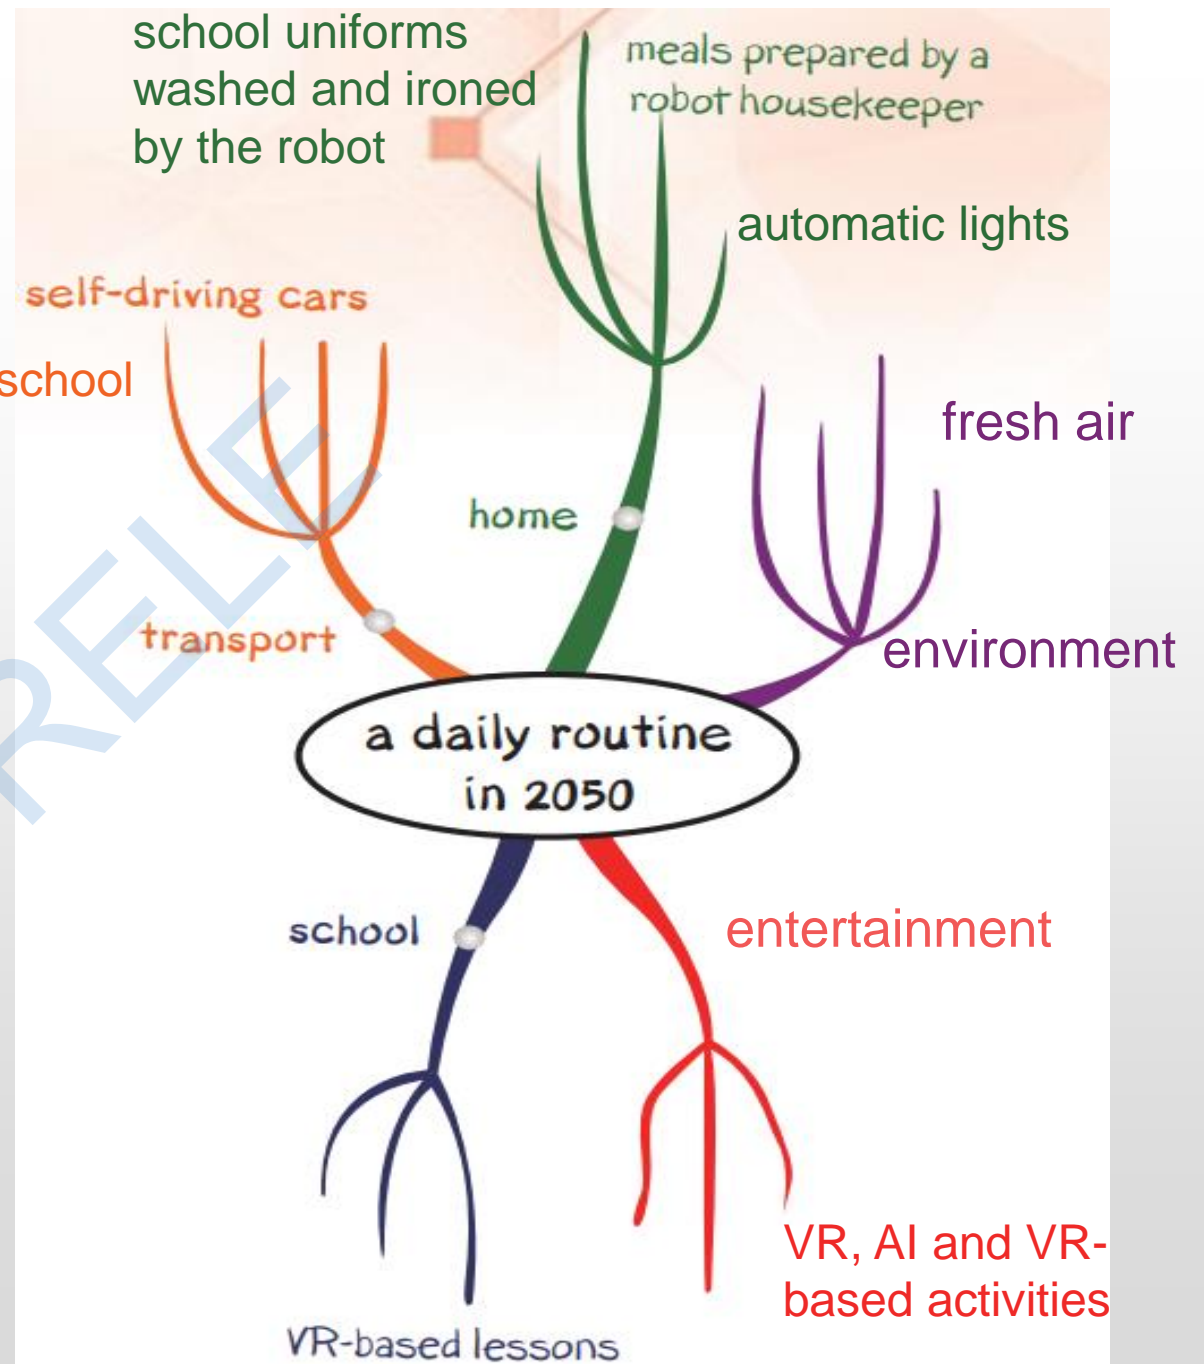 school uniforms
washed and ironed
by the robot
meals prepared by a
robot housekeeper
automatic lights
self-driving cars
school
fresh air
home
transport
environment
a daily routine
in 2050
school
entertainment
VR, AI and VR-
based activities
VR-based lessons
RELE